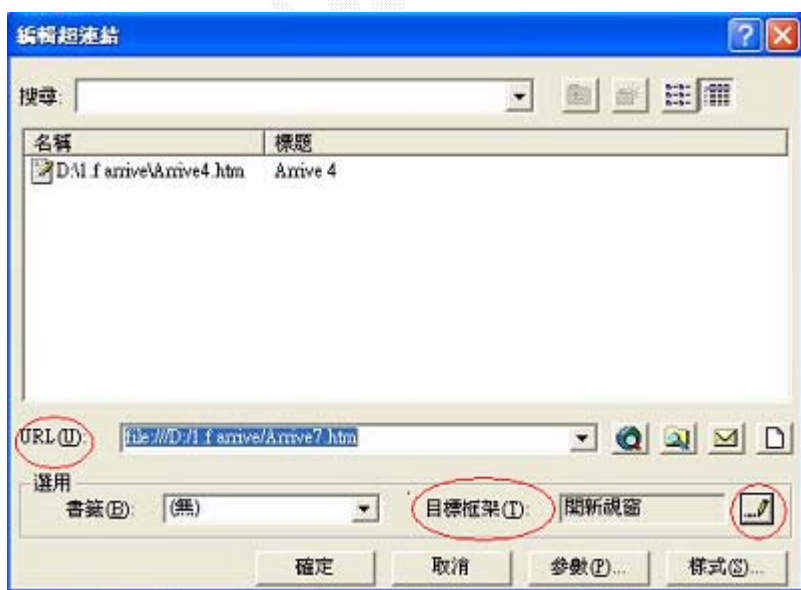 編輯超連結
搜尋:
名稱 標題
D:\1 f arrive\Arrive4.htm Arrive 4
URL(U): file:///D:/1 f arrive/Arrive7.htm
選用
書籤(B): (無) 目標框架(T): 開新視窗
確定 取消 參數(P)... 樣式(S)...